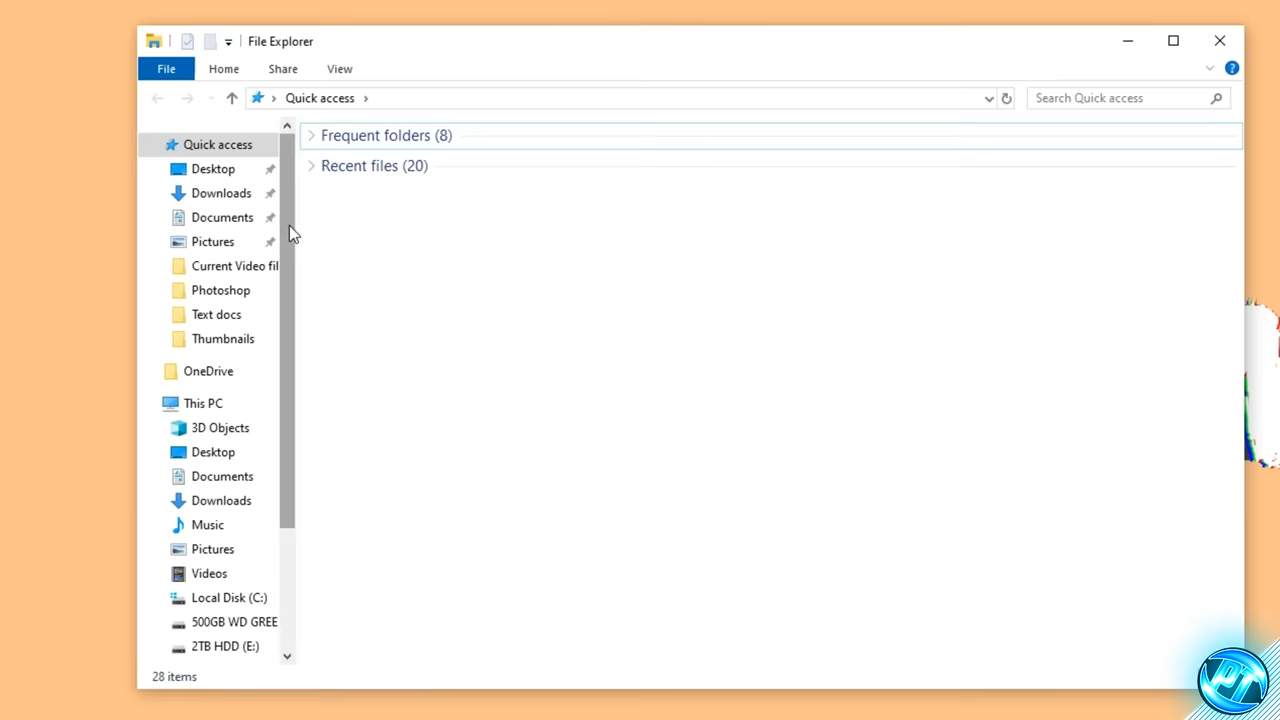 File Explorer
File Home Share View
Quick access
Search Quick access
Quick access
Desktop
Downloads
Documents
Pictures
Current Video fil
Photoshop
Text docs
Thumbnails
OneDrive
This PC
3D Objects
Desktop
Documents
Downloads
Music
Pictures
Videos
Local Disk (C:)
500GB WD GREE
2TB HDD (E:)
Frequent folders (8)
Recent files (20)
28 items
PT